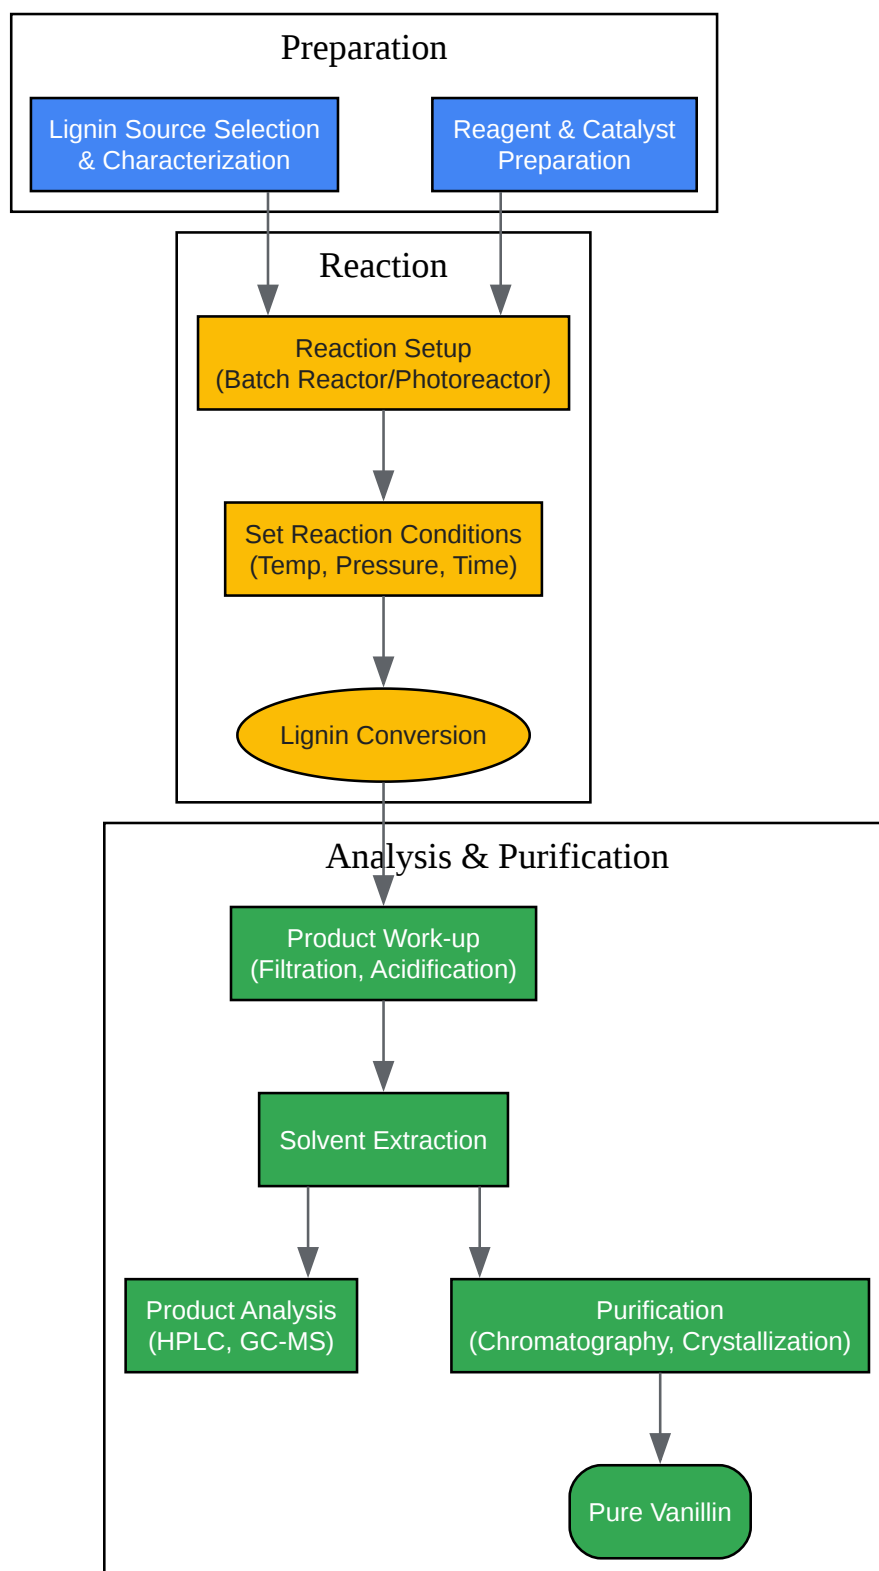 Preparation
Lignin Source Selection
& Characterization
Reagent & Catalyst
Preparation
Reaction
Reaction Setup
(Batch Reactor/Photoreactor)
Set Reaction Conditions
(Temp, Pressure, Time)
Lignin Conversion
Analysis & Purification
Product Work-up
(Filtration, Acidification)
Solvent Extraction
Product Analysis
(HPLC, GC-MS)
Purification
(Chromatography, Crystallization)
Pure Vanillin